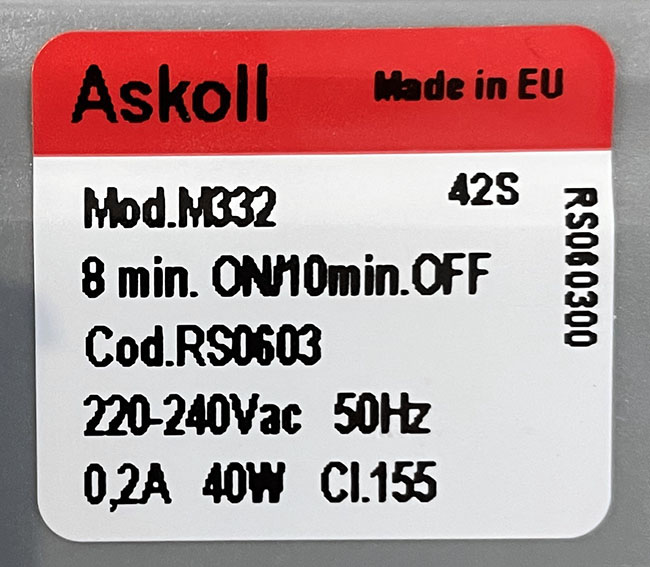 Askoll
Made in EU
Mod.M332
42S
8 min. ON/10min.OFF
Cod.RS0603
220-240Vac 50Hz
0,2A 40W Cl.155
RS060300